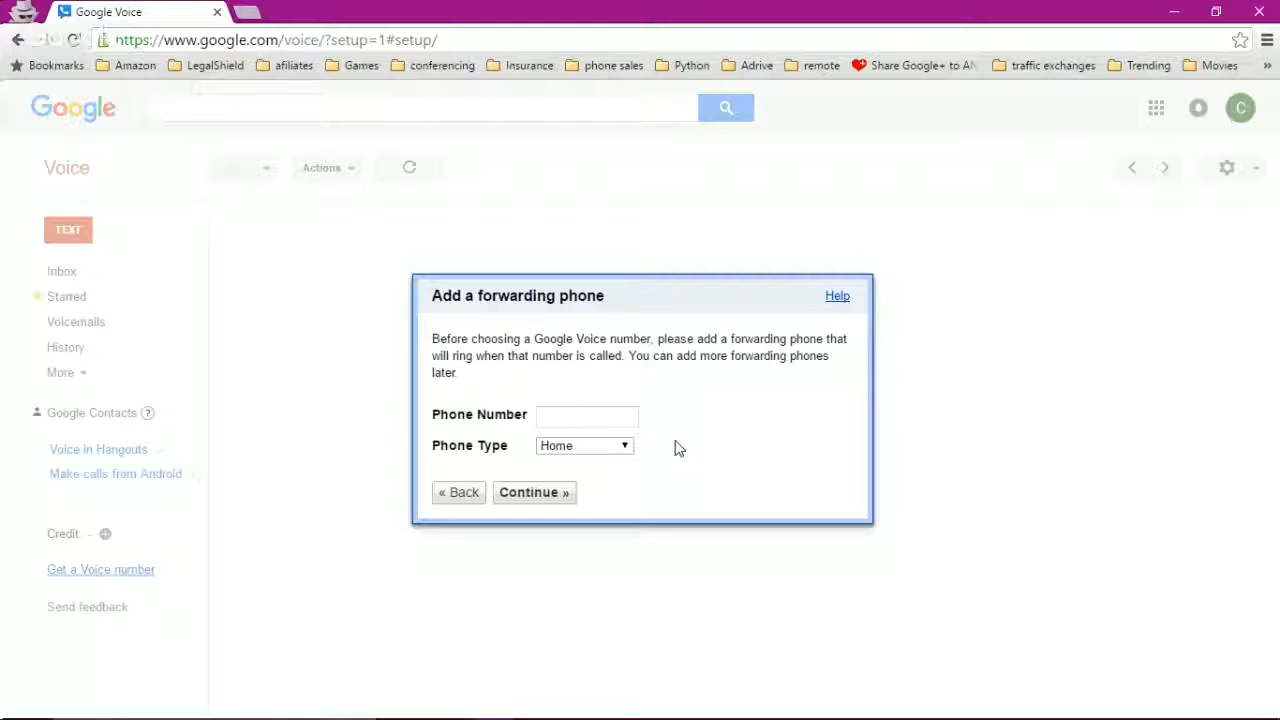 Google Voice
https://www.google.com/voice/?setup=1#setup/
Bookmarks Amazon LegalShield afiliates Games conferencing Insurance phone sales Python Adrive remote Share Google+ to traffic exchanges Trending Movies »
Google
C
Voice
Actions
TEXT
Inbox
Starred
Voicemails
History
More
Google Contacts ?
Voice in Hangouts
Make calls from Android
Credit -
Get a Voice number
Send feedback
Add a forwarding phone Help
Before choosing a Google Voice number, please add a forwarding phone that
will ring when that number is called. You can add more forwarding phones
later.
Phone Number
Phone Type Home
« Back Continue »